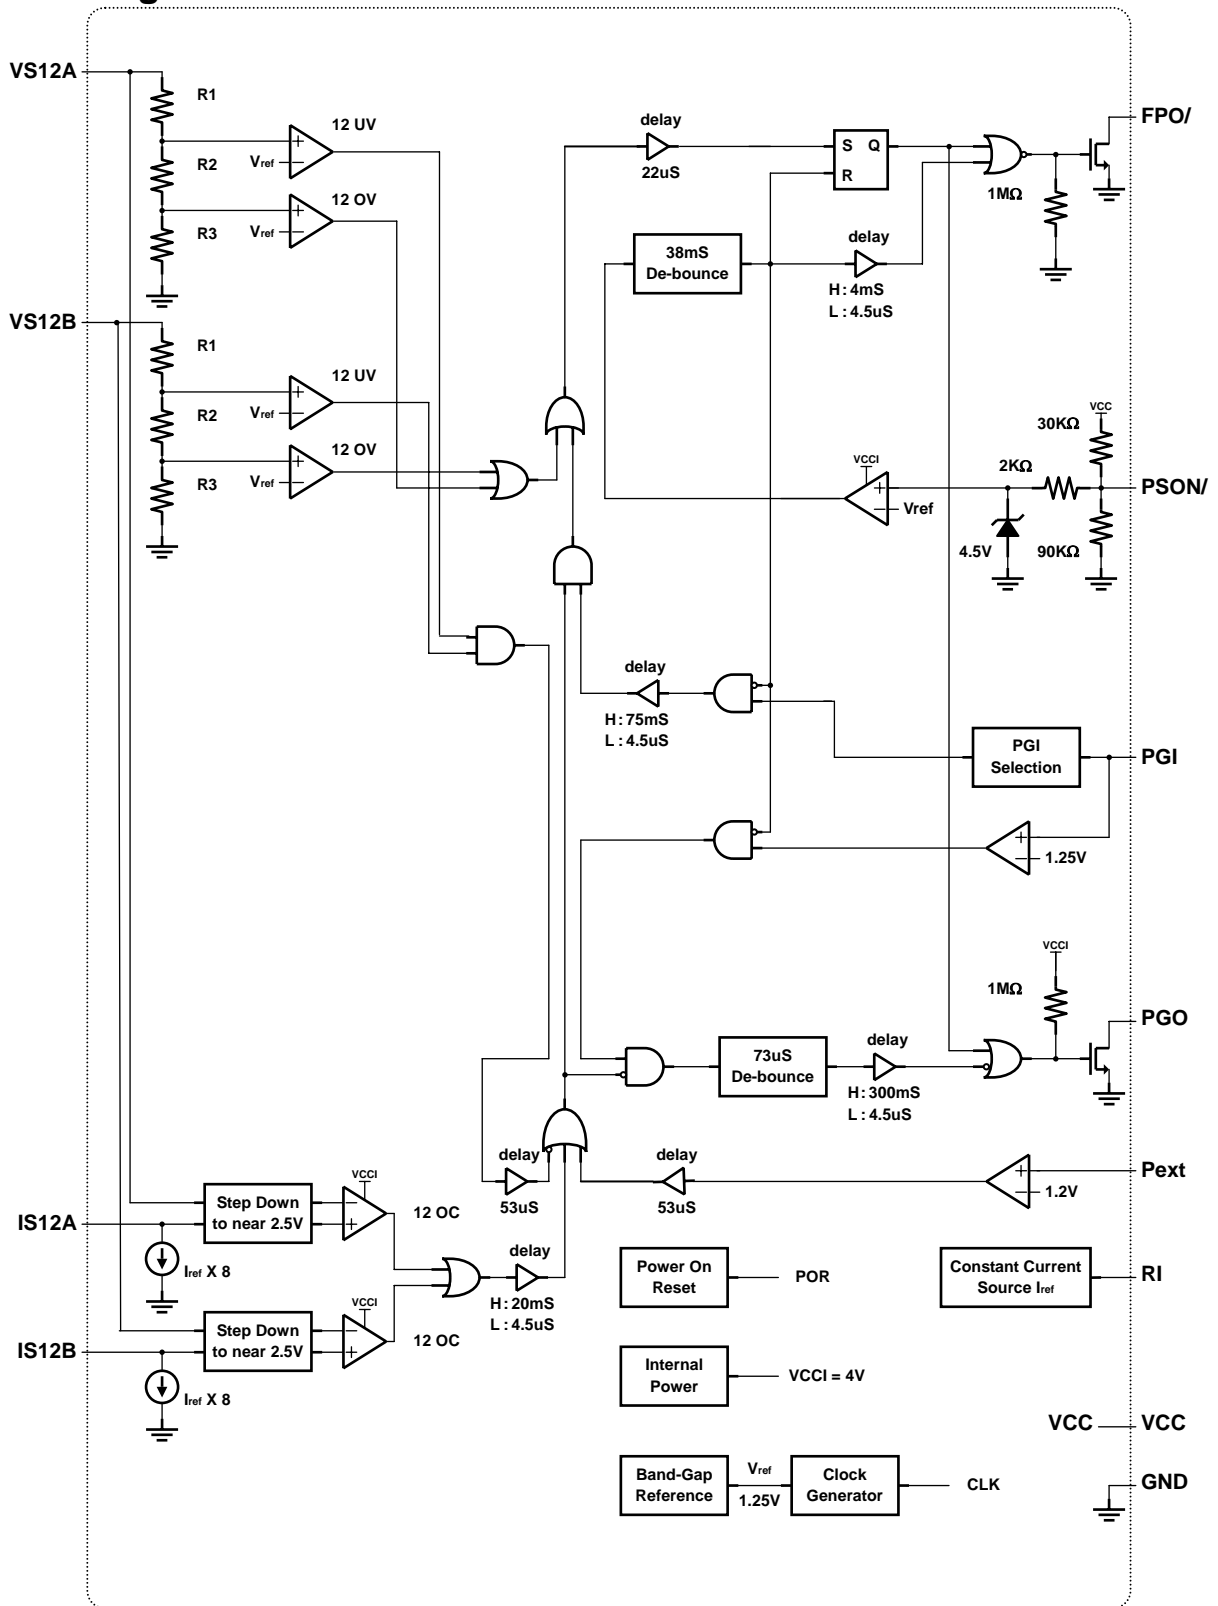 VS12A
R1
12 UV
Vref
R2
12 OV
Vref
R3
delay
22uS
S Q
R
FPO/
1MΩ
38mS
De-bounce
delay
H : 4mS
L : 4.5uS
VS12B
R1
12 UV
Vref
R2
12 OV
Vref
R3
VCC
30KΩ
VCCI
2KΩ
PSON/
Vref
4.5V
90KΩ
delay
H : 75mS
L : 4.5uS
PGI
Selection
PGI
1.25V
VCCI
1MΩ
PGO
73uS
De-bounce
delay
H : 300mS
L : 4.5uS
delay
53uS
delay
53uS
Pext
1.2V
VCCI
Step Down
to near 2.5V
12 OC
IS12A
Iref X 8
delay
H : 20mS
L : 4.5uS
VCCI
Step Down
to near 2.5V
12 OC
IS12B
Iref X 8
Power On
Reset
POR
Constant Current
Source Iref
RI
Internal
Power
VCCI = 4V
VCC
VCC
Band-Gap
Reference
Vref
1.25V
Clock
Generator
CLK
GND